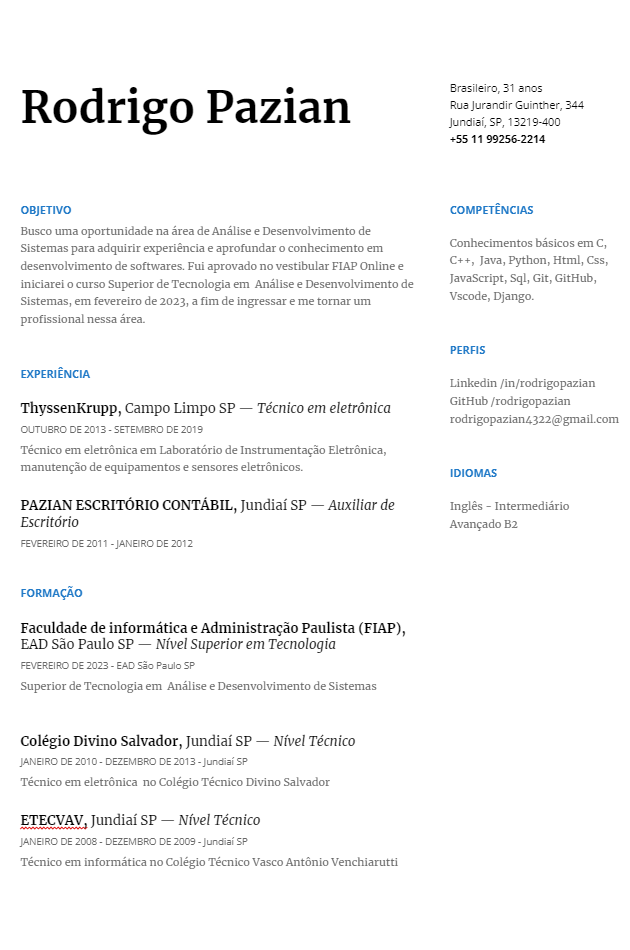 Rodrigo Pazian
Brasileiro, 31 anos
Rua Jurandir Guinther, 344
Jundiaí, SP, 13219-400
+55 11 99256-2214
OBJETIVO
Busco uma oportunidade na área de Análise e Desenvolvimento de
Sistemas para adquirir experiência e aprofundar o conhecimento em
desenvolvimento de softwares. Fui aprovado no vestibular FIAP Online e
iniciarei o curso Superior de Tecnologia em Análise e Desenvolvimento de
Sistemas, em fevereiro de 2023, a fim de ingressar e me tornar um
profissional nessa área.
EXPERIÊNCIA
ThyssenKrupp, Campo Limpo SP — Técnico em eletrônica
OUTUBRO DE 2013 - SETEMBRO DE 2019
Técnico em eletrônica em Laboratório de Instrumentação Eletrônica,
manutenção de equipamentos e sensores eletrônicos.
PAZIAN ESCRITÓRIO CONTÁBIL, Jundiaí SP — Auxiliar de
Escritório
FEVEREIRO DE 2011 - JANEIRO DE 2012
FORMAÇÃO
Faculdade de informática e Administração Paulista (FIAP),
EAD São Paulo SP — Nível Superior em Tecnologia
FEVEREIRO DE 2023 - EAD São Paulo SP
Superior de Tecnologia em Análise e Desenvolvimento de Sistemas
Colégio Divino Salvador, Jundiaí SP — Nível Técnico
JANEIRO DE 2010 - DEZEMBRO DE 2013 - Jundiaí SP
Técnico em eletrônica no Colégio Técnico Divino Salvador
ETECVAV, Jundiaí SP — Nível Técnico
JANEIRO DE 2008 - DEZEMBRO DE 2009 - Jundiaí SP
Técnico em informática no Colégio Técnico Vasco Antônio Venchiarutti
COMPETÊNCIAS
Conhecimentos básicos em C,
C++, Java, Python, Html, Css,
JavaScript, Sql, Git, GitHub,
Vscode, Django.
PERFIS
Linkedin /in/rodrigopazian
GitHub /rodrigopazian
rodrigopazian4322@gmail.com
IDIOMAS
Inglês - Intermediário
Avançado B2